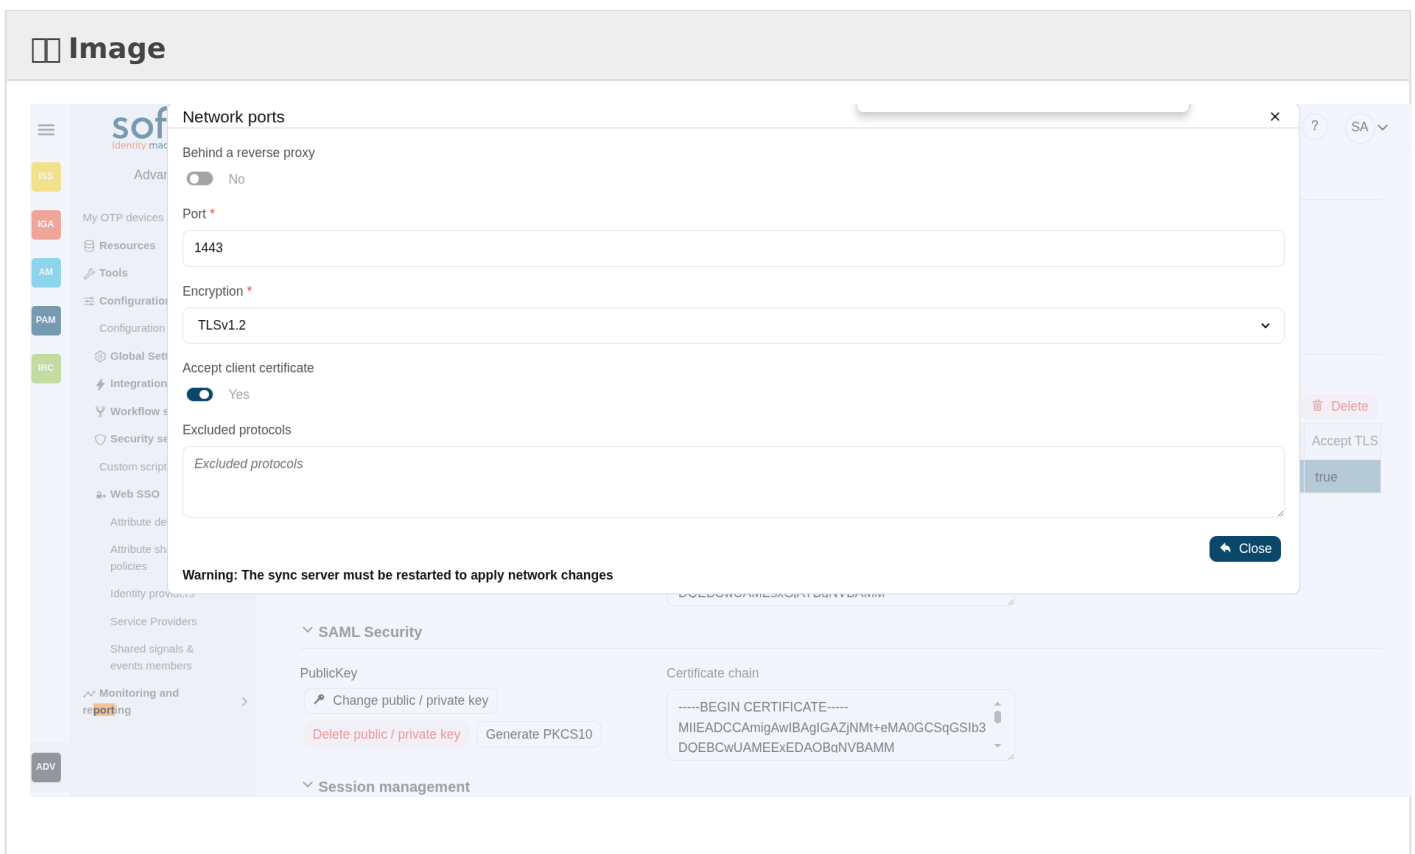 Image
Network ports
Behind a reverse proxy
No
Port *
1443
Encryption *
TLSv1.2
Accept client certificate
Yes
Excluded protocols
Excluded protocols
Close
Warning: The sync server must be restarted to apply network changes
sof
Identity mac
? SA
ISS
IGA
AM
PAM
IRC
ADV
Advan
My OTP devices
Resources
Tools
Configuration
Configuration
Global Sett
Integration
Workflow s
Security se
Custom script
Web SSO
Attribute de
Attribute sh
policies
Identity providers
Service Providers
Shared signals &
events members
Monitoring and
reporting
Delete
Accept TLS
true
SAML Security
PublicKey
Change public / private key
Delete public / private key
Generate PKCS10
Certificate chain
-----BEGIN CERTIFICATE-----
MIIEADCCAmigAwIBAgIGAZjNMt+eMA0GCSqGSIb3
DQEBCwUAMEExEDAOBgNVBAMM
Session management